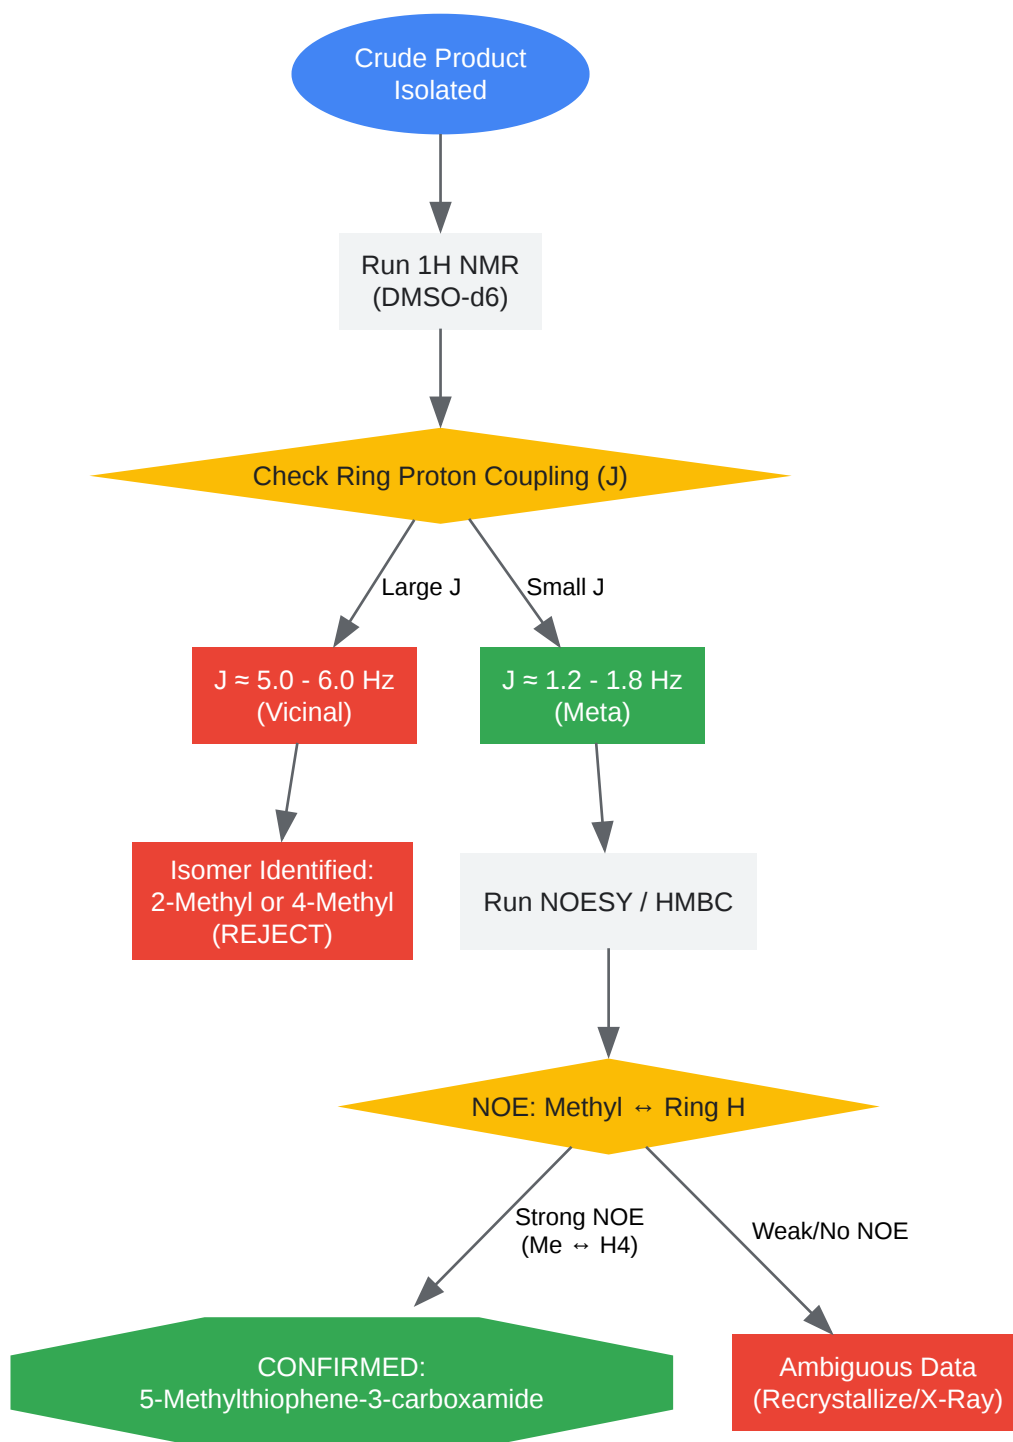 Crude Product
Isolated
Run 1H NMR
(DMSO-d6)
Check Ring Proton Coupling (J)
Large J
Small J
J ≈ 5.0 - 6.0 Hz
(Vicinal)
J ≈ 1.2 - 1.8 Hz
(Meta)
Isomer Identified:
2-Methyl or 4-Methyl
(REJECT)
Run NOESY / HMBC
NOE: Methyl ↔ Ring H
Strong NOE
(Me ↔ H4)
Weak/No NOE
CONFIRMED:
5-Methylthiophene-3-carboxamide
Ambiguous Data
(Recrystallize/X-Ray)